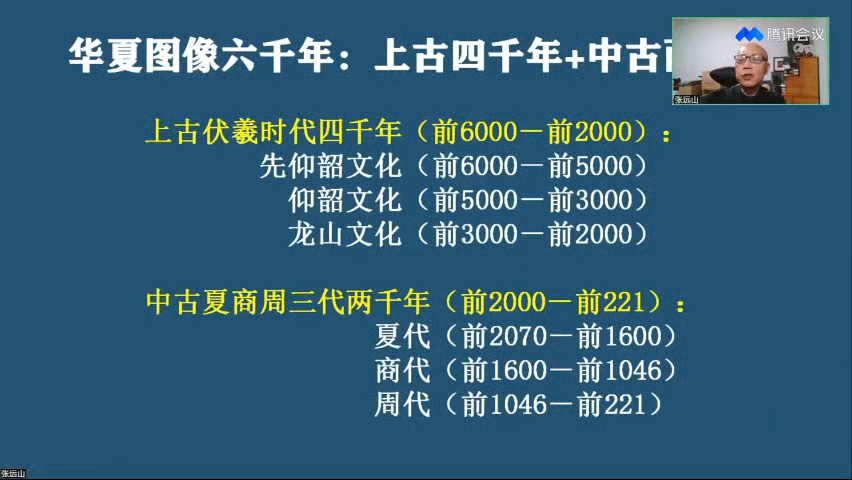 华夏图像六千年：上古四千年+中古
腾讯会议
张远山
上古伏羲时代四千年（前6000－前2000）：
先仰韶文化（前6000－前5000）
仰韶文化（前5000－前3000）
龙山文化（前3000－前2000）
中古夏商周三代两千年（前2000－前221）：
夏代（前2070－前1600）
商代（前1600－前1046）
周代（前1046－前221）
张远山